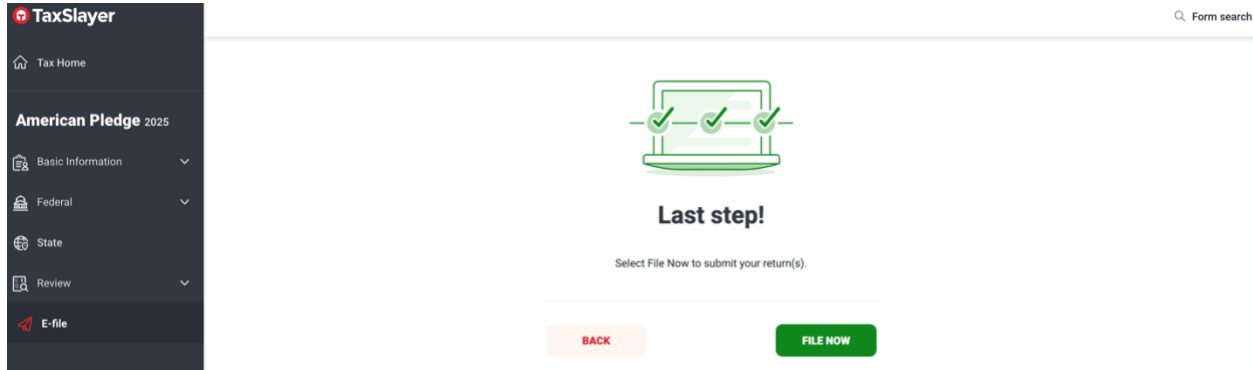 TaxSlayer
Form search
Tax Home
American Pledge 2025
Basic Information
Federal
State
Review
E-file
Last step!
Select File Now to submit your return(s).
BACK
FILE NOW